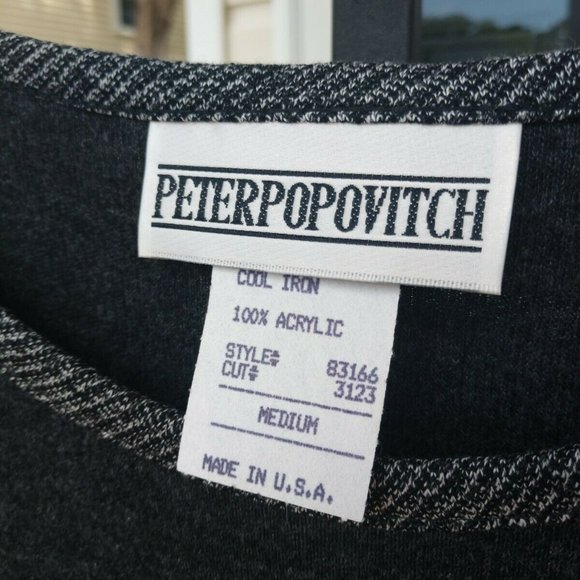 PETERPOPOVITCH
COOL IRON
100% ACRYLIC
STYLE# 83166
CUT# 3123
MEDIUM
MADE IN U.S.A.